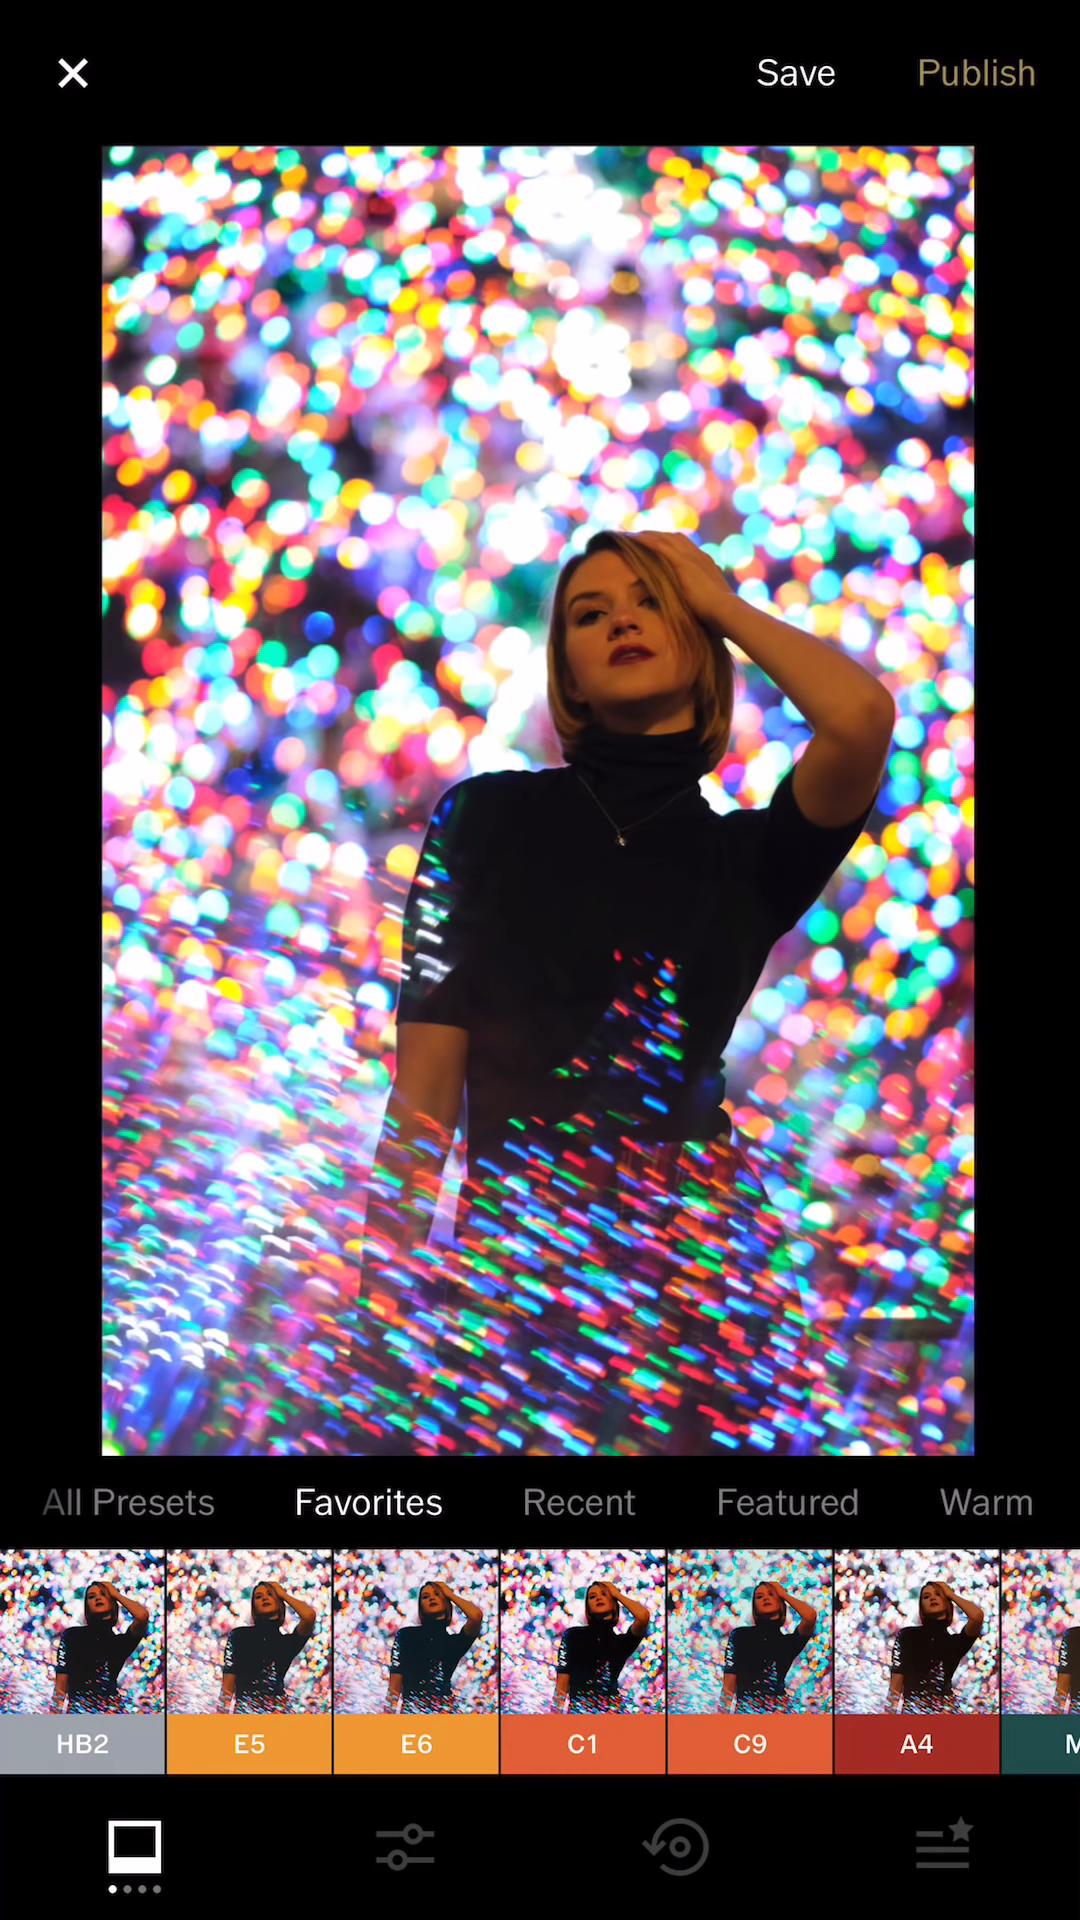 Save Publish
All Presets Favorites Recent Featured Warm
HB2 E5 E6 C1 C9 A4